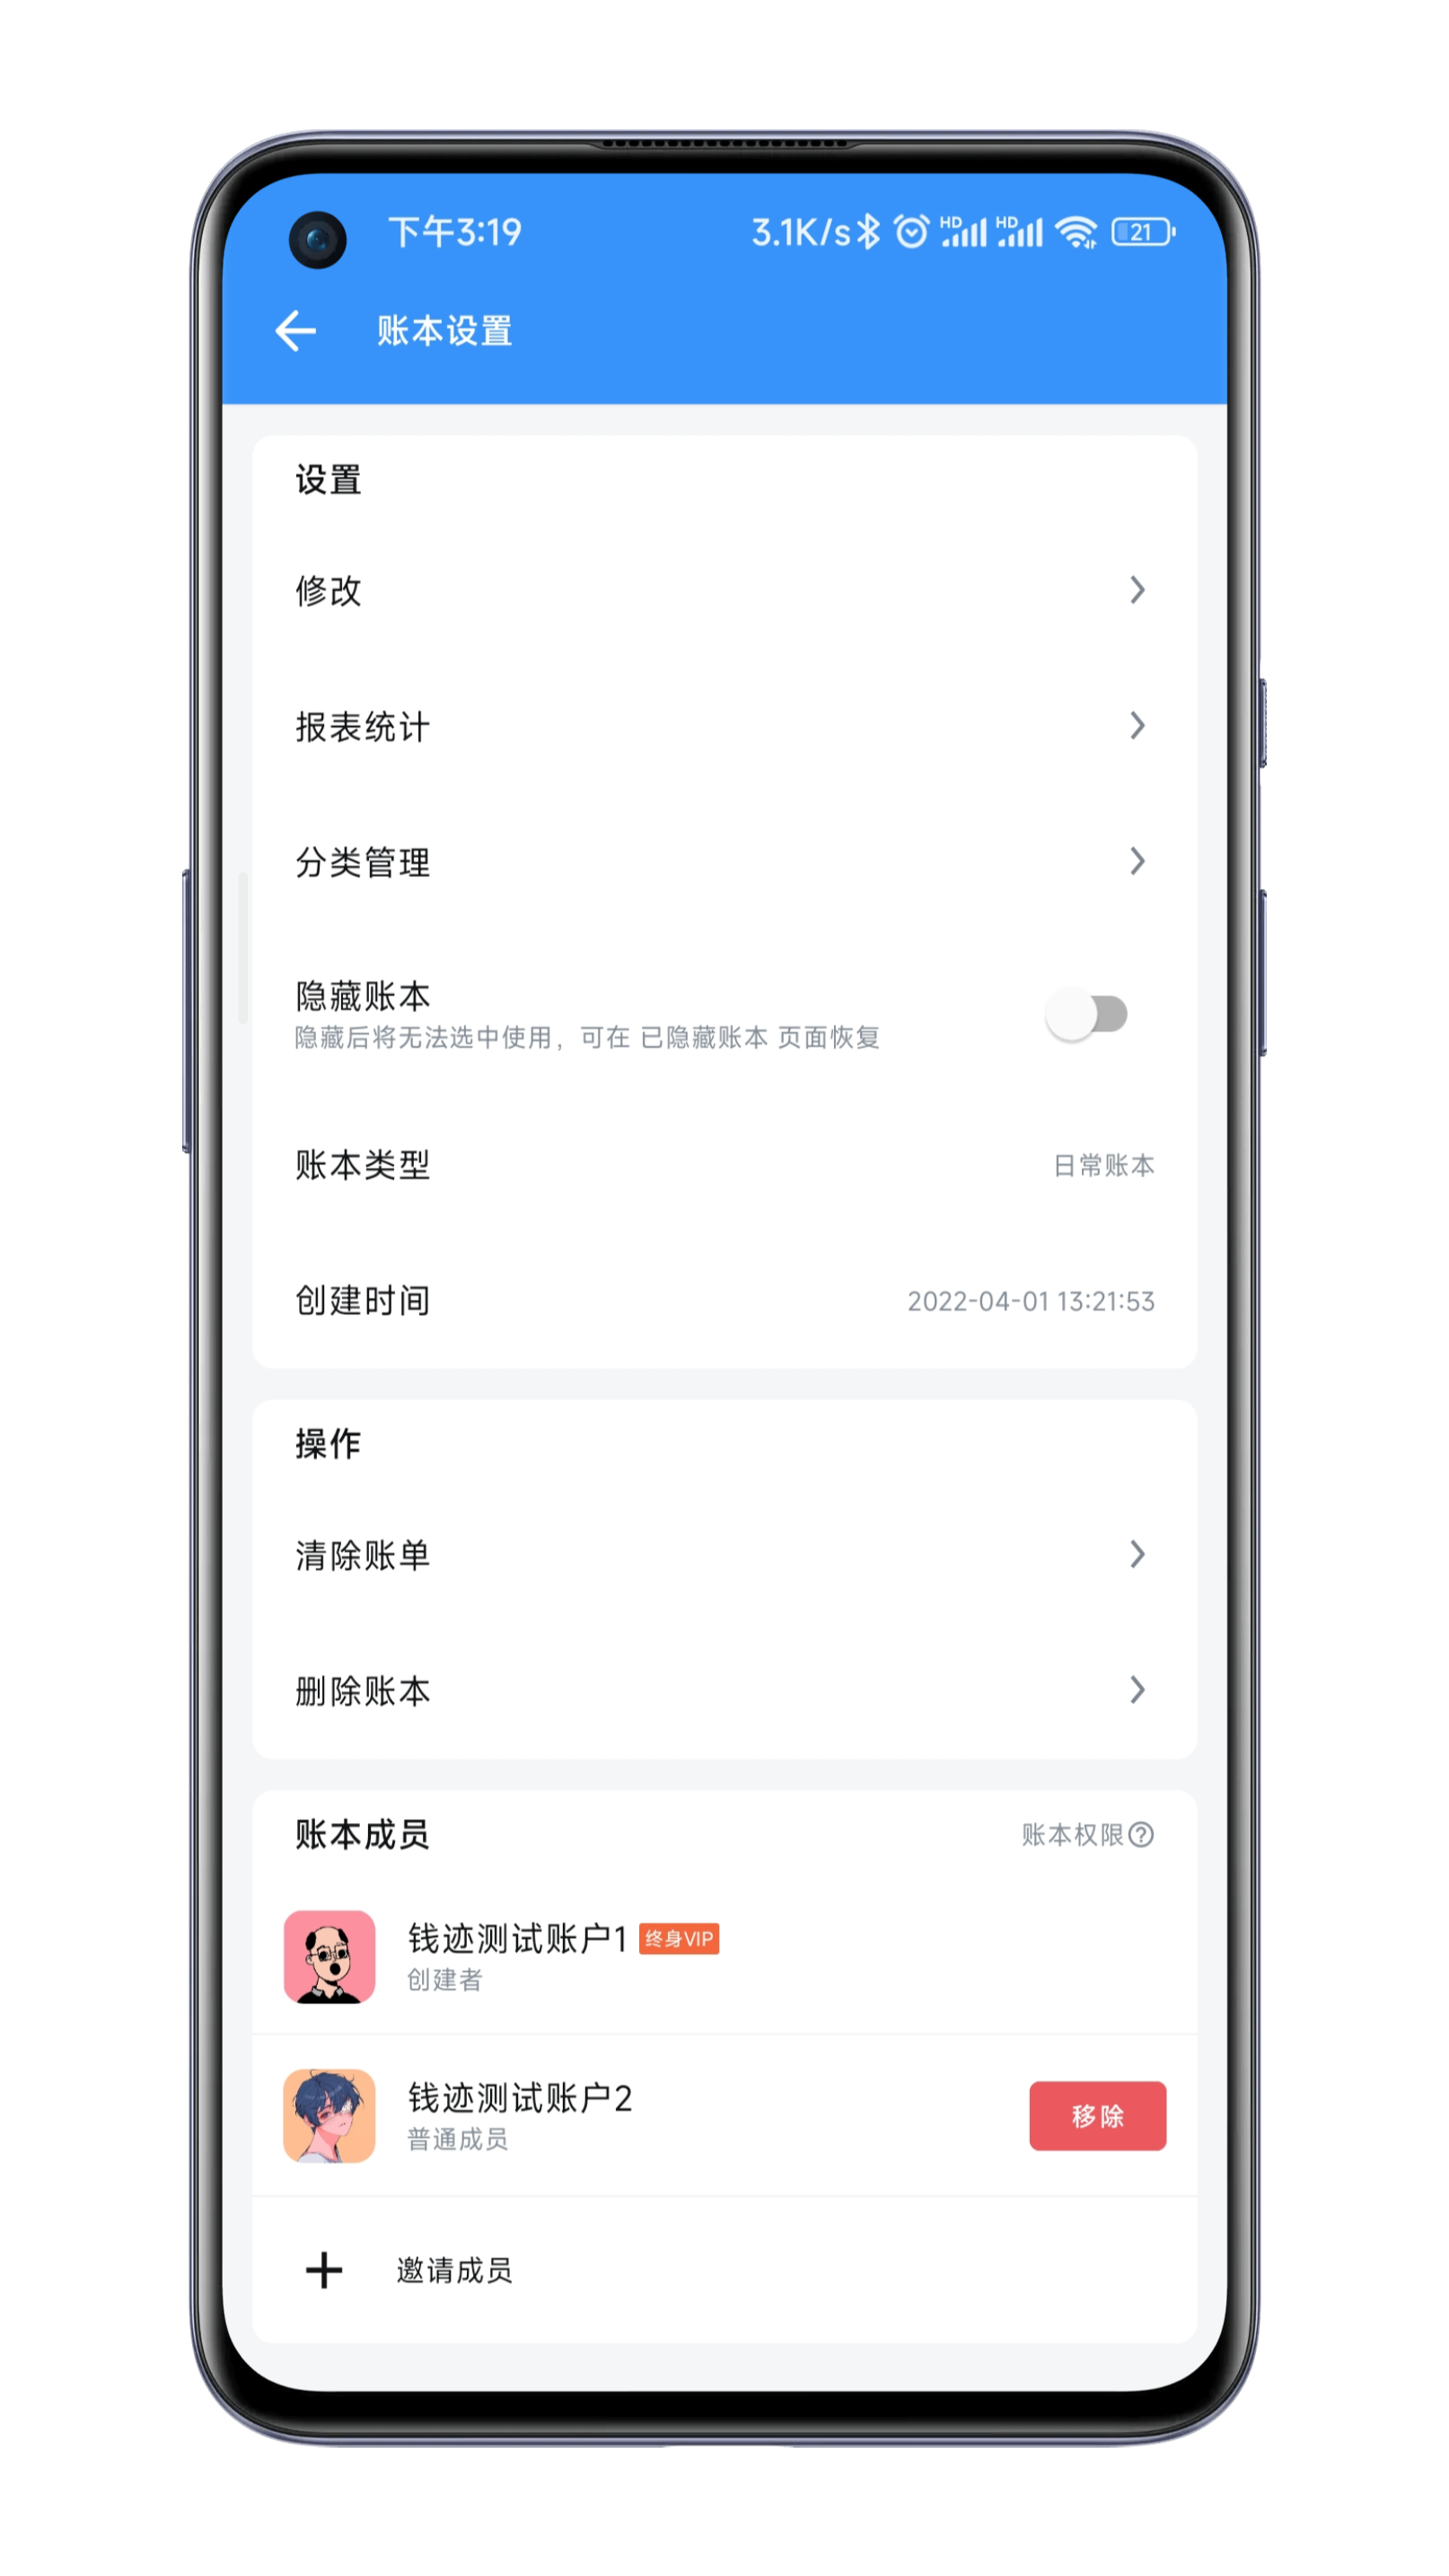 下午3:19
3.1K/s HD HD 21
账本设置
设置
修改
报表统计
分类管理
隐藏账本
隐藏后将无法选中使用，可在 已隐藏账本 页面恢复
账本类型 日常账本
创建时间 2022-04-01 13:21:53
操作
清除账单
删除账本
账本成员 账本权限?
钱迹测试账户1 终身VIP
创建者
钱迹测试账户2
普通成员
移除
邀请成员